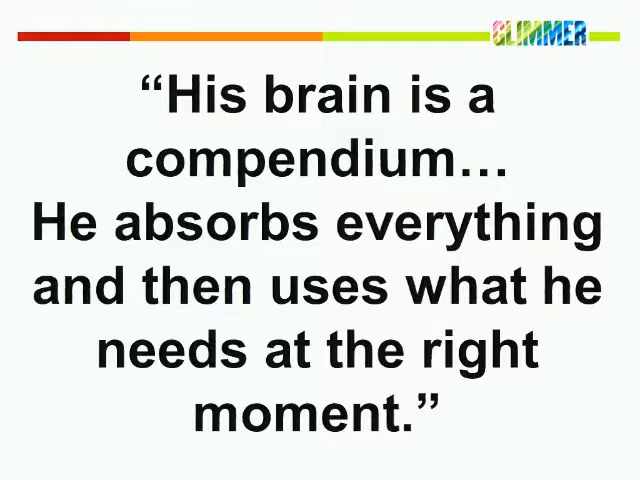 GLIMMER
“His brain is a
compendium…
He absorbs everything
and then uses what he
needs at the right
moment.”